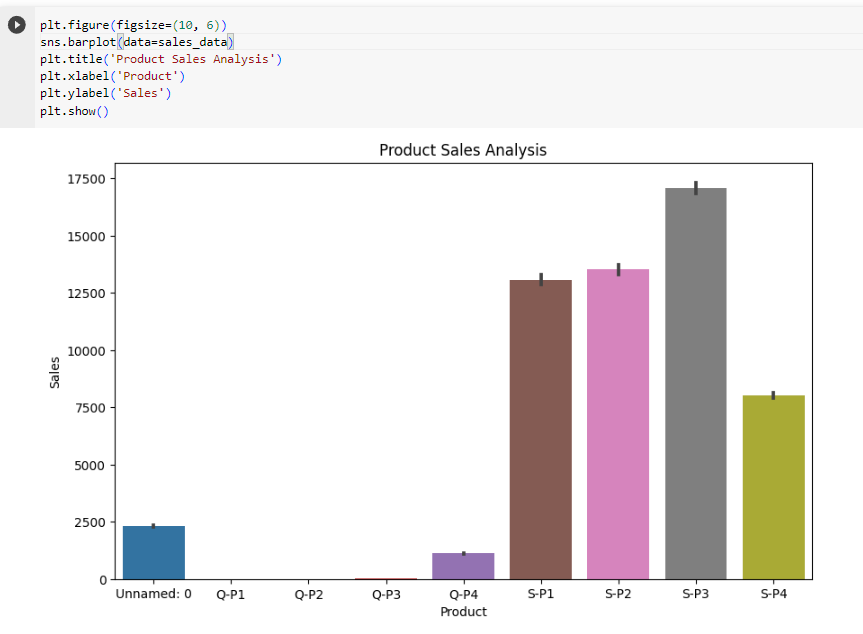 plt.figure(figsize=(10, 6))
sns.barplot(data=sales_data)
plt.title('Product Sales Analysis')
plt.xlabel('Product')
plt.ylabel('Sales')
plt.show()
Product Sales Analysis
17500
15000
12500
10000
7500
5000
2500
0
Sales
Unnamed: 0 Q-P1 Q-P2 Q-P3 Q-P4 S-P1 S-P2 S-P3 S-P4
Product